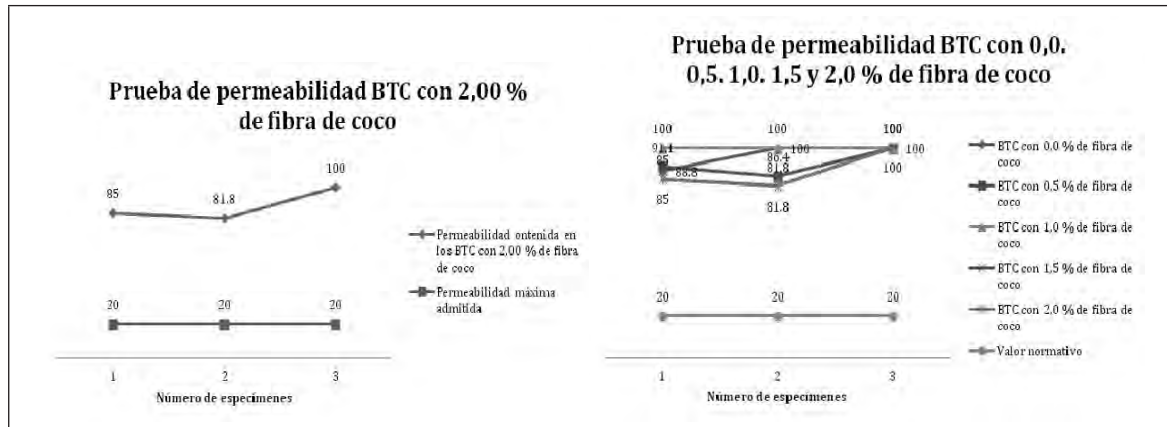 Prueba de permeabilidad BTC con 2,00 %
de fibra de coco
100
85
81.8
20
20
20
1
2
3
Número de especímenes
Permeabilidad ontenida en
los BTC con 2,00 % de fibra
de coco
Permeabilidad máxima
admitida
Prueba de permeabilidad BTC con 0,0.
0,5. 1,0. 1,5 y 2,0 % de fibra de coco
100
100
100
85
88.8
86.4
81.8
100
100
100
85
81.8
20
20
20
1
2
3
Número de especímenes
BTC con 0,0 % de fibra de
coco
BTC con 0,5 % de fibra de
coco
BTC con 1,0 % de fibra de
coco
BTC con 1,5 % de fibra de
coco
BTC con 2,0 % de fibra de
coco
Valor normativo